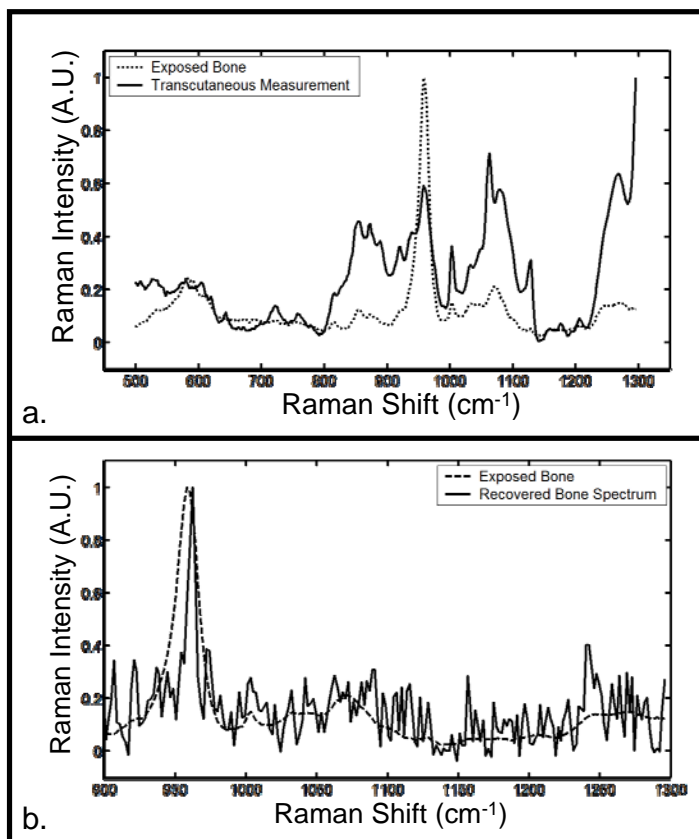 Exposed Bone
Transcutaneous Measurement
Raman Intensity (A.U.)
1
0.8
0.6
0.4
0.2
0
500 600 700 800 900 1000 1100 1200 1300
Raman Shift (cm-1)
a.
Exposed Bone
Recovered Bone Spectrum
Raman Intensity (A.U.)
1
0.8
0.6
0.4
0.2
0
900 950 1000 1050 1100 1150 1200 1250 1300
Raman Shift (cm-1)
b.